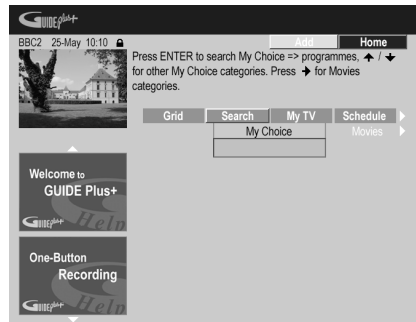 GUIDE Plus+
BBC2 25-May 10:10
Add
Home
Press ENTER to search My Choice => programmes, ↑ / ↓
for other My Choice categories. Press → for Movies
categories.
Grid
Search
My TV
Schedule
My Choice
Movies
Welcome to
GUIDE Plus+
GUIDE Plus+
Help
One-Button
Recording
GUIDE Plus+
Help